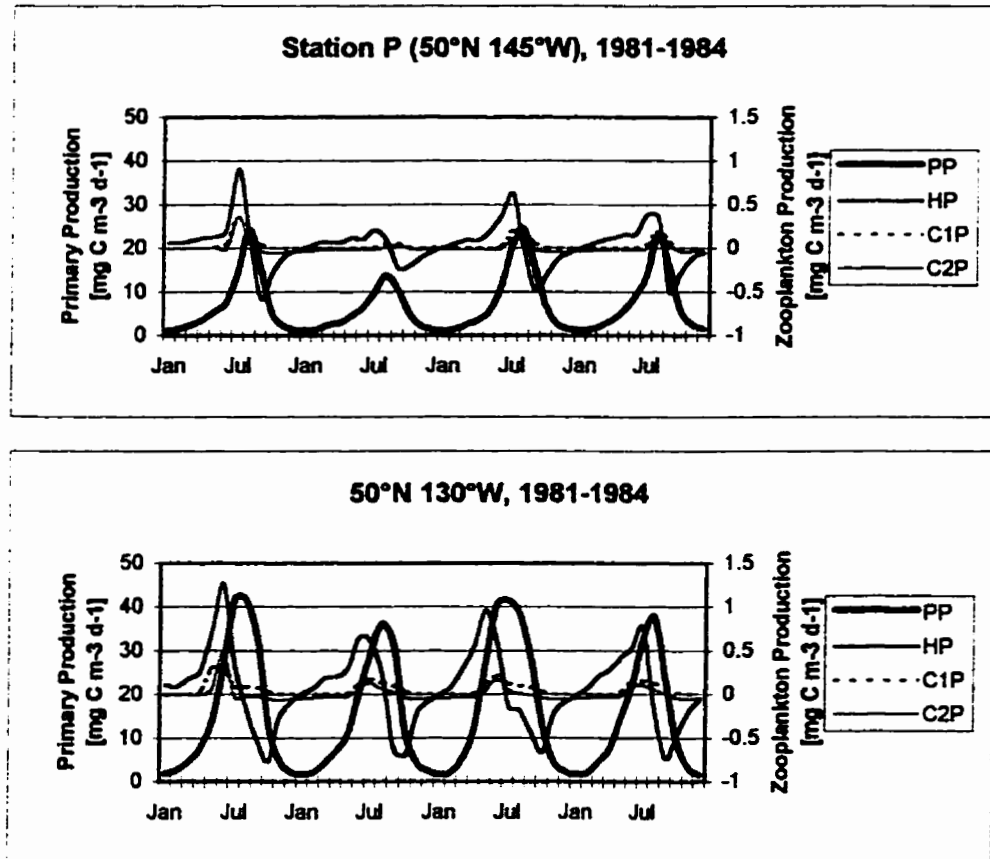 Station P (50°N 145°W), 1981-1984
Primary Production
[mg C m-3 d-1]
50
40
30
20
10
0
Jan Jul Jan Jul Jan Jul Jan Jul
1.5
1
0.5
0
-0.5
-1
Zooplankton Production
[mg C m-3 d-1]
PP
HP
C1P
C2P
50°N 130°W, 1981-1984
Primary Production
[mg C m-3 d-1]
50
40
30
20
10
0
Jan Jul Jan Jul Jan Jul Jan Jul
1.5
1
0.5
0
-0.5
-1
Zooplankton Production
[mg C m-3 d-1]
PP
HP
C1P
C2P